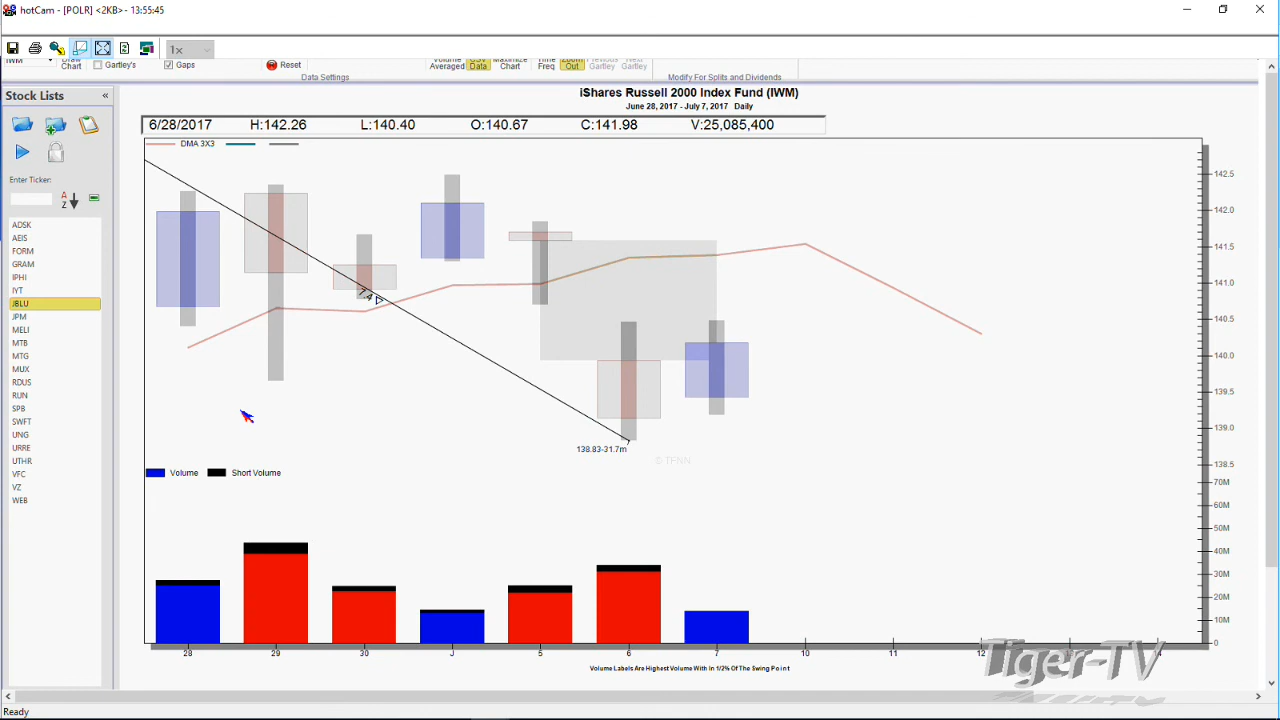 hotCam - [POLR] <2KB> - 13:55:45
1x
IWM
Chart
Gartley's
Gaps
Reset
Averaged
Data
Chart
Freq
Out
Gartley
Gartley
Data Settings
Modify For Splits and Dividends
Stock Lists
«
Enter Ticker:
A
Z
ADSK
AEIS
FORM
GRAM
IPHI
IYT
JBLU
JPM
MELI
MTB
MTG
MUX
RDUS
RUN
SPB
SWFT
UNG
URRE
UTHR
VFC
VZ
WEB
iShares Russell 2000 Index Fund (IWM)
June 28, 2017 - July 7, 2017 Daily
6/28/2017 H:142.26 L:140.40 O:140.67 C:141.98 V:25,085,400
DMA 3X3
142.5
142.0
141.5
141.0
140.5
140.0
139.5
139.0
138.5
138.83-31.7m
© TFNN
Volume Short Volume
70M
60M
50M
40M
30M
20M
10M
0
28 29 30 J 5 6 7 10 11 12 13 14
Volume Labels Are Highest Volume With In 1/2% Of The Swing Point
Tiger-TV
Ready